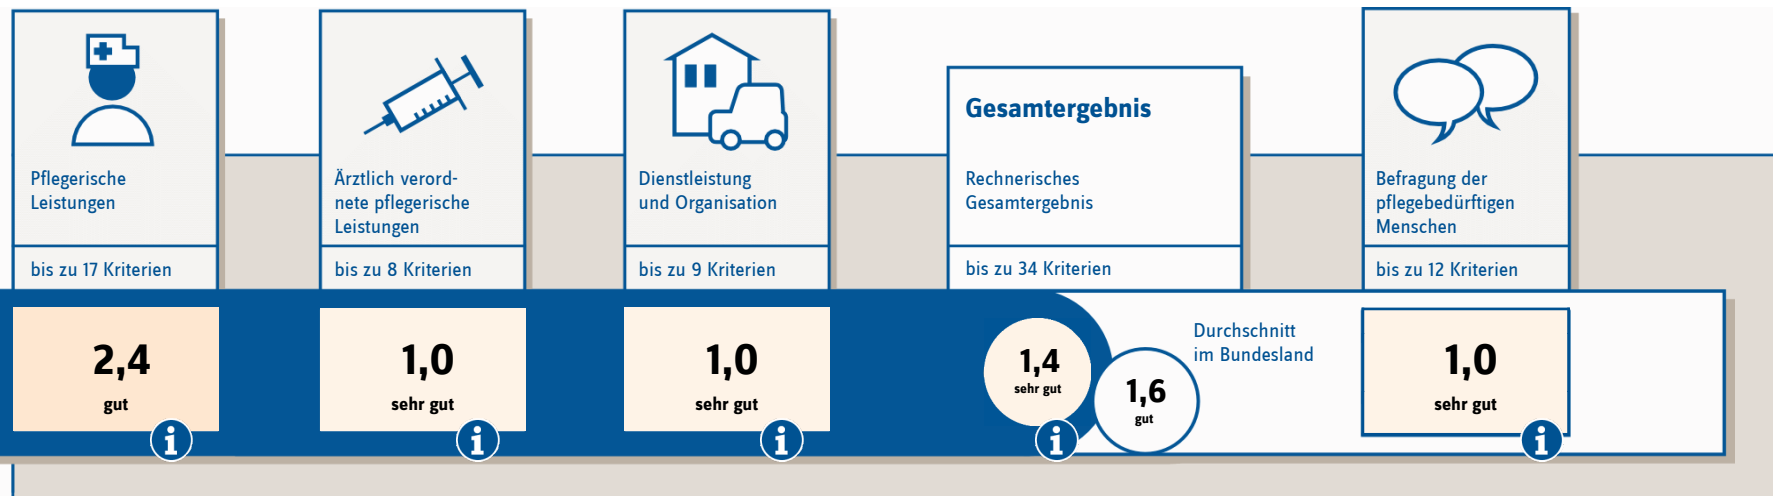 Pflegerische
Leistungen
bis zu 17 Kriterien
2,4
gut
Ärztlich verord-
nete pflegerische
Leistungen
bis zu 8 Kriterien
1,0
sehr gut
Dienstleistung
und Organisation
bis zu 9 Kriterien
1,0
sehr gut
Gesamtergebnis
Rechnerisches
Gesamtergebnis
bis zu 34 Kriterien
1,4
sehr gut
1,6
gut
Durchschnitt
im Bundesland
Befragung der
pflegebedürftigen
Menschen
bis zu 12 Kriterien
1,0
sehr gut